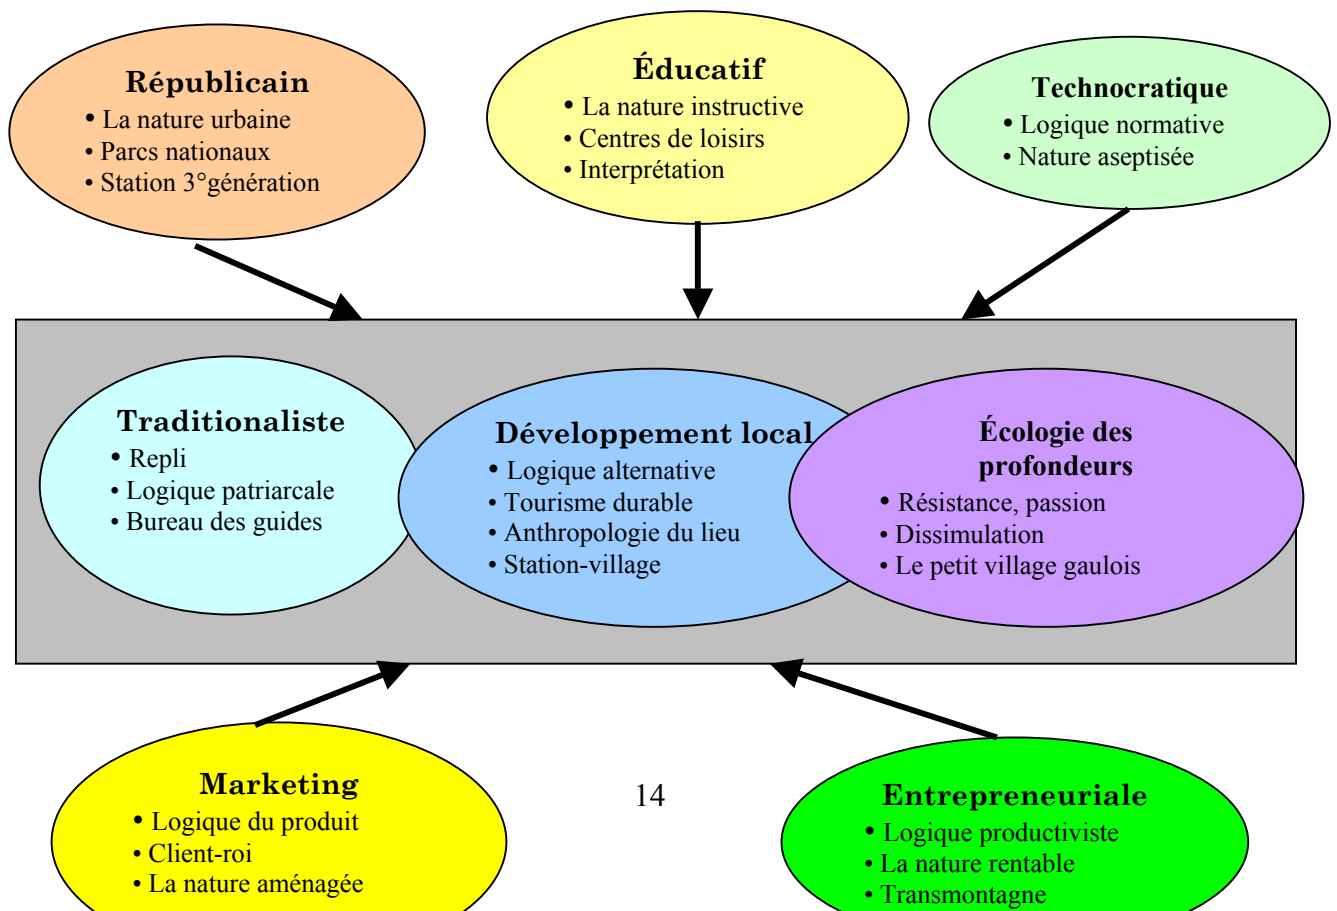 Républicain
• La nature urbaine
• Parcs nationaux
• Station 3°génération
Éducatif
• La nature instructive
• Centres de loisirs
• Interprétation
Technocratique
• Logique normative
• Nature aseptisée
Traditionaliste
• Repli
• Logique patriarcale
• Bureau des guides
Développement local
• Logique alternative
• Tourisme durable
• Anthropologie du lieu
• Station-village
Écologie des
profondeurs
• Résistance, passion
• Dissimulation
• Le petit village gaulois
Marketing
• Logique du produit
• Client-roi
• La nature aménagée
14
Entrepreneuriale
• Logique productiviste
• La nature rentable
• Transmontagne